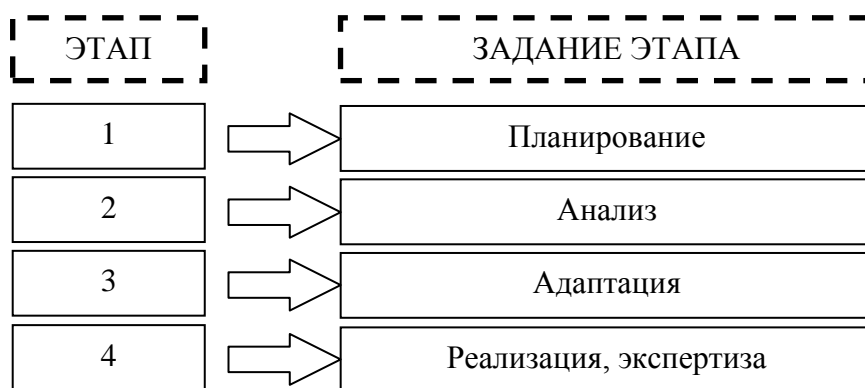 ЭТАП ЗАДАНИЕ ЭТАПА
1 Планирование
2 Анализ
3 Адаптация
4 Реализация, экспертиза